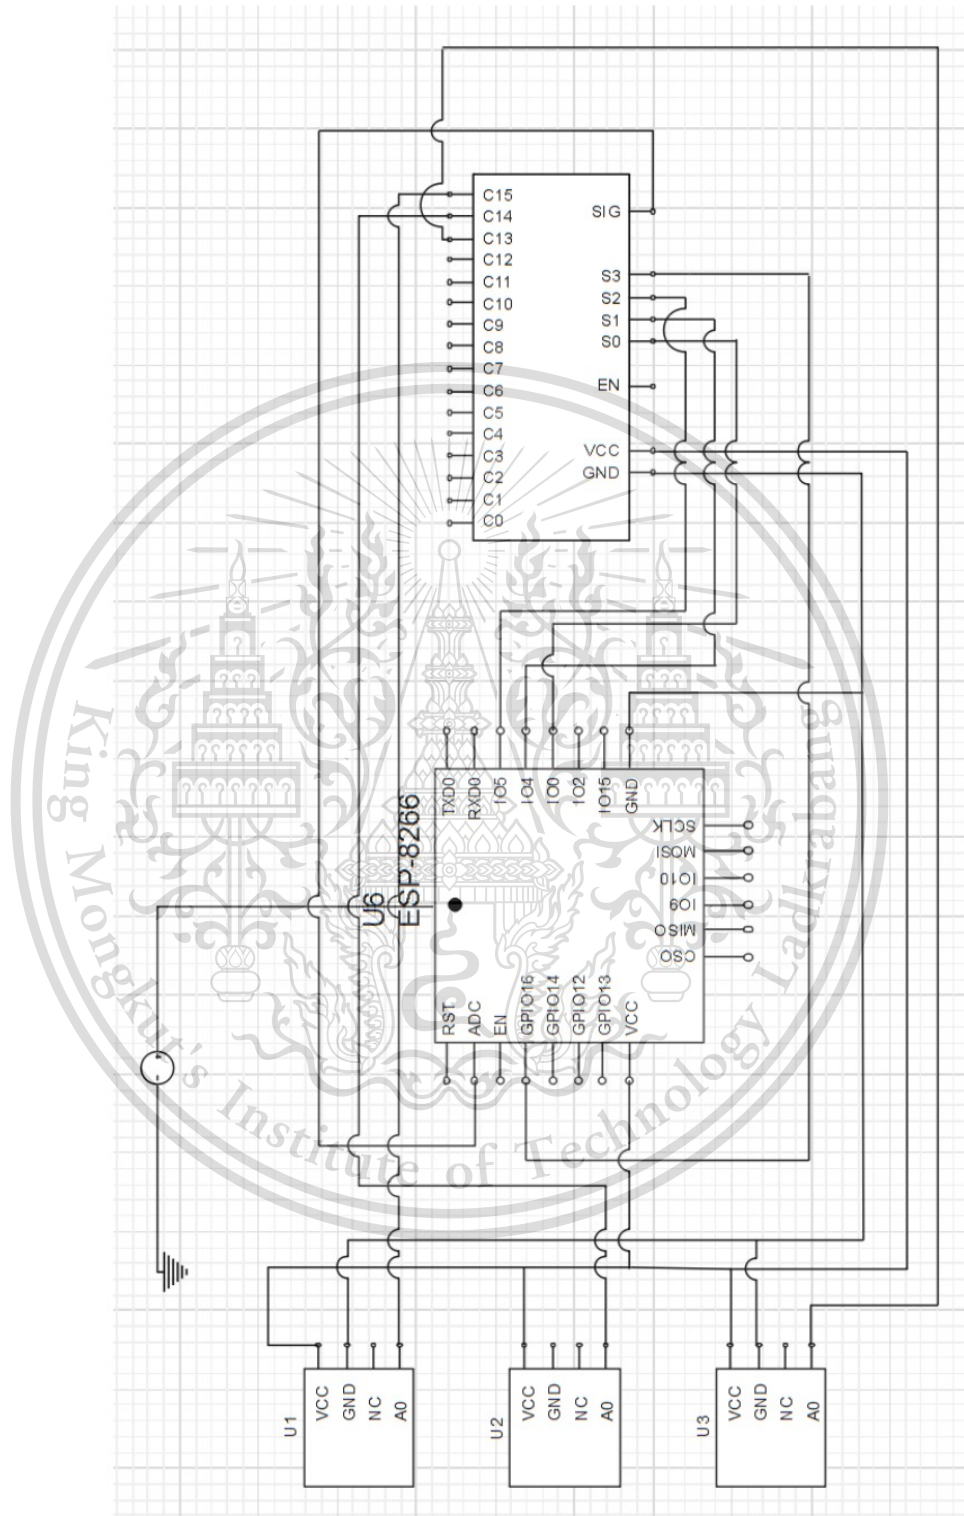 C15
C14
C13
C12
C11
C10
C9
C8
C7
C6
C5
C4
C3
C2
C1
C0
SIG
S3
S2
S1
S0
EN
VCC
GND
U6
ESP-8266
TXD0
RXD0
IO5
IO4
IO0
IO2
IO15
GND
SCLK
MOSI
IO10
IO9
MISO
CSO
RST
ADC
EN
GPIO16
GPIO14
GPIO12
GPIO13
VCC
U1
VCC
GND
NC
A0
U2
VCC
GND
NC
A0
U3
VCC
GND
NC
A0
King Mongkut's Institute of Technology Ladkrabang